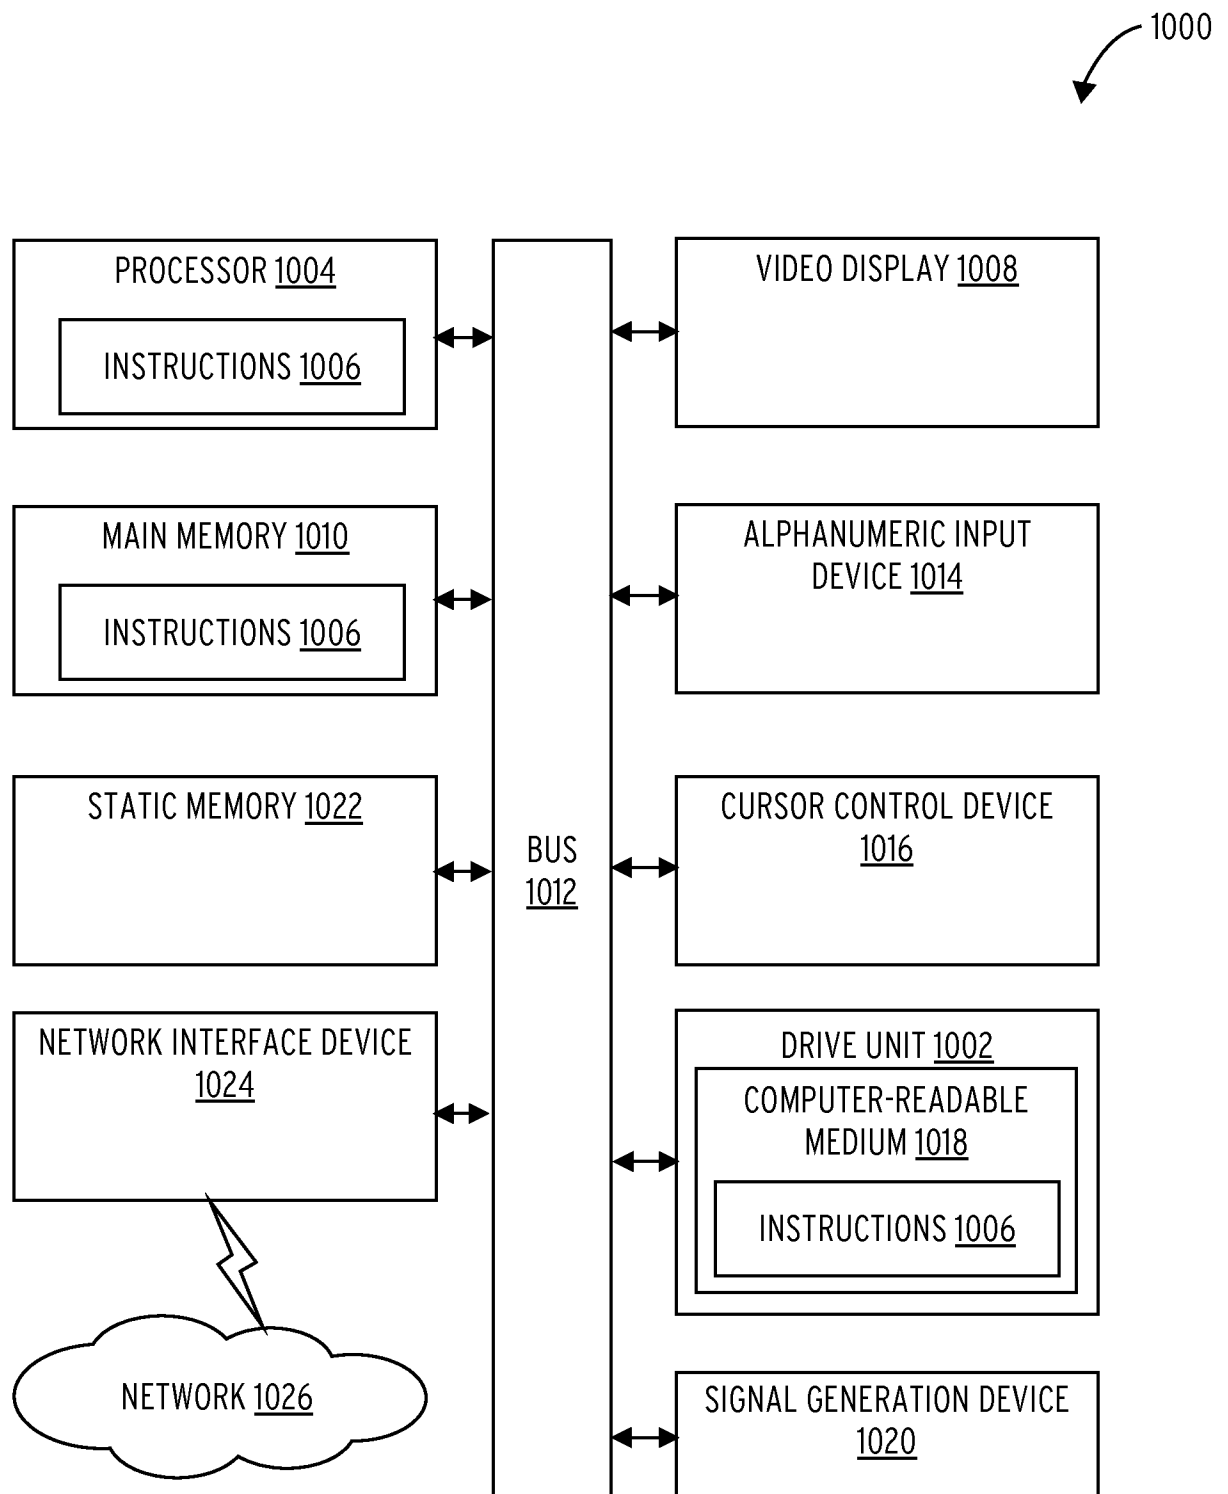 1000
PROCESSOR 1004
INSTRUCTIONS 1006
MAIN MEMORY 1010
INSTRUCTIONS 1006
STATIC MEMORY 1022
NETWORK INTERFACE DEVICE
1024
NETWORK 1026
BUS
1012
VIDEO DISPLAY 1008
ALPHANUMERIC INPUT
DEVICE 1014
CURSOR CONTROL DEVICE
1016
DRIVE UNIT 1002
COMPUTER-READABLE
MEDIUM 1018
INSTRUCTIONS 1006
SIGNAL GENERATION DEVICE
1020